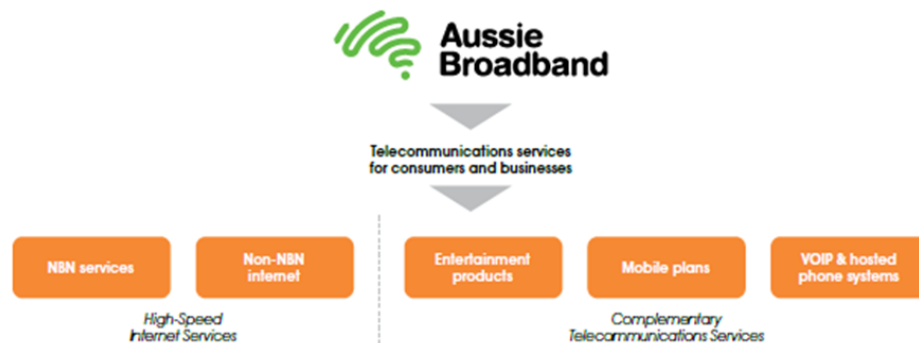 Aussie
Broadband
Telecommunications services
for consumers and businesses
NBN services
Non-NBN
internet
Entertainment
products
Mobile plans
VOIP & hosted
phone systems
High-Speed
Internet Services
Complementary
Telecommunications Services